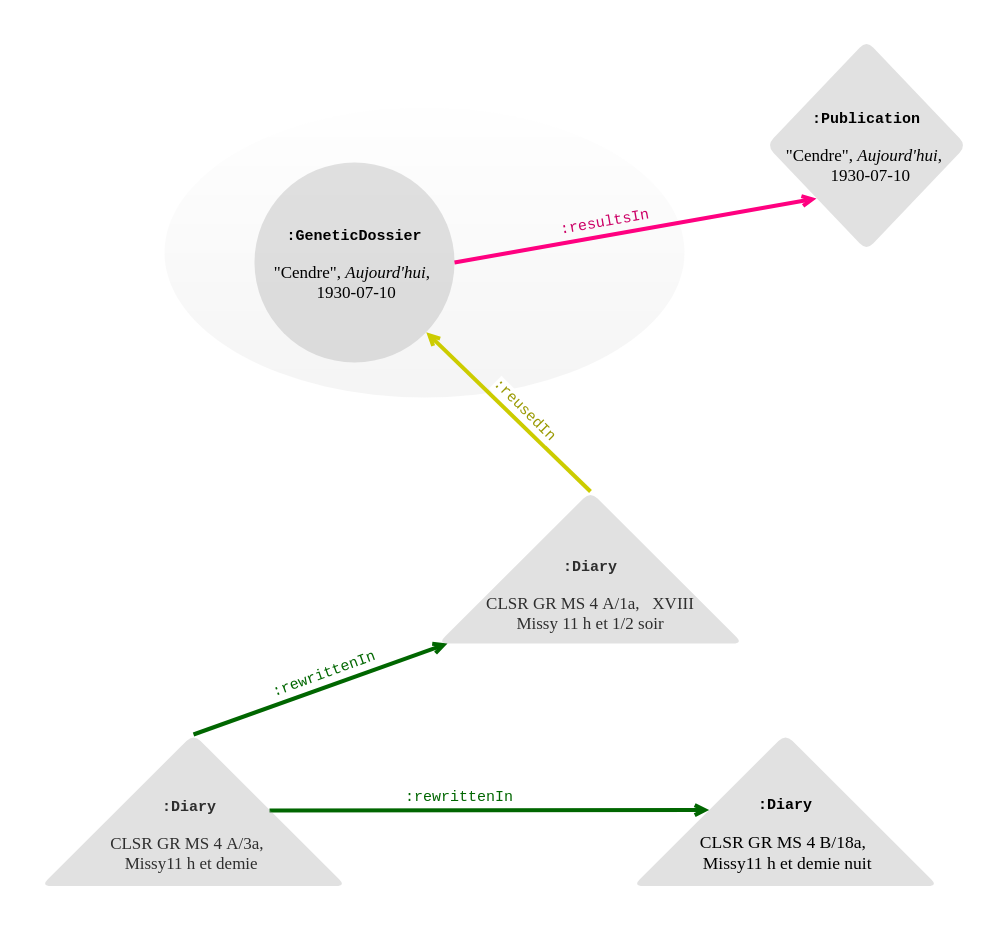 :Publication
"Cendre", Aujourd'hui,
1930-07-10
:resultsIn
:GeneticDossier
"Cendre", Aujourd'hui,
1930-07-10
:reusedIn
:Diary
CLSR GR MS 4 A/1a, XVIII
Missy 11 h et 1/2 soir
:rewrittenIn
:rewrittenIn
:Diary
CLSR GR MS 4 A/3a,
Missy11 h et demie
:Diary
CLSR GR MS 4 B/18a,
Missy11 h et demie nuit